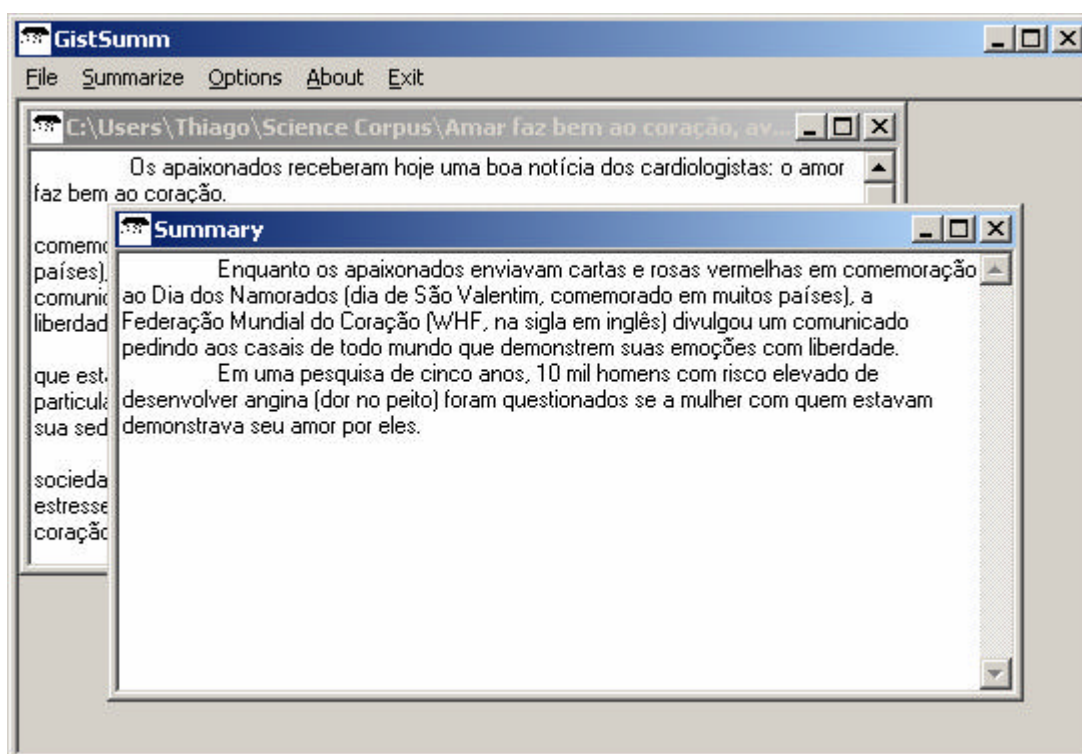 GistSumm
File Summarize Options About Exit
C:\Users\Thiago\Science Corpus\Amar faz bem ao coração, av...
Os apaixonados receberam hoje uma boa notícia dos cardiologistas: o amor
faz bem ao coração.
países),
liberdad
que est
sua sed
socieda
estresse
coração
Summary
Enquanto os apaixonados enviavam cartas e rosas vermelhas em comemoração
ao Dia dos Namorados (dia de São Valentim, comemorado em muitos países), a
Federação Mundial do Coração (WHF, na sigla em inglês) divulgou um comunicado
pedindo aos casais de todo mundo que demonstrem suas emoções com liberdade.
Em uma pesquisa de cinco anos, 10 mil homens com risco elevado de
desenvolver angina (dor no peito) foram questionados se a mulher com quem estavam
demonstrava seu amor por eles.